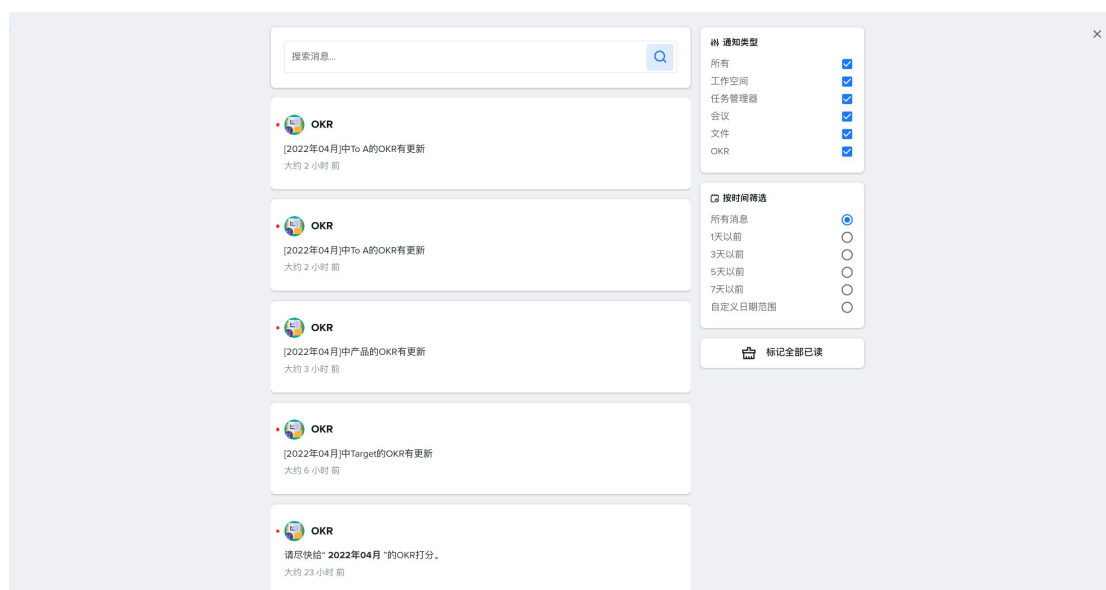 搜索消息...
OKR
[2022年04月]中To A的OKR有更新
大约 2 小时 前
OKR
[2022年04月]中To A的OKR有更新
大约 2 小时 前
OKR
[2022年04月]中产品的OKR有更新
大约 3 小时 前
OKR
[2022年04月]中Target的OKR有更新
大约 6 小时 前
OKR
请尽快给“ 2022年04月 ”的OKR打分。
大约 23 小时 前
通知类型
所有
工作空间
任务管理器
会议
文件
OKR
按时间筛选
所有消息
1天以前
3天以前
5天以前
7天以前
自定义日期范围
标记全部已读